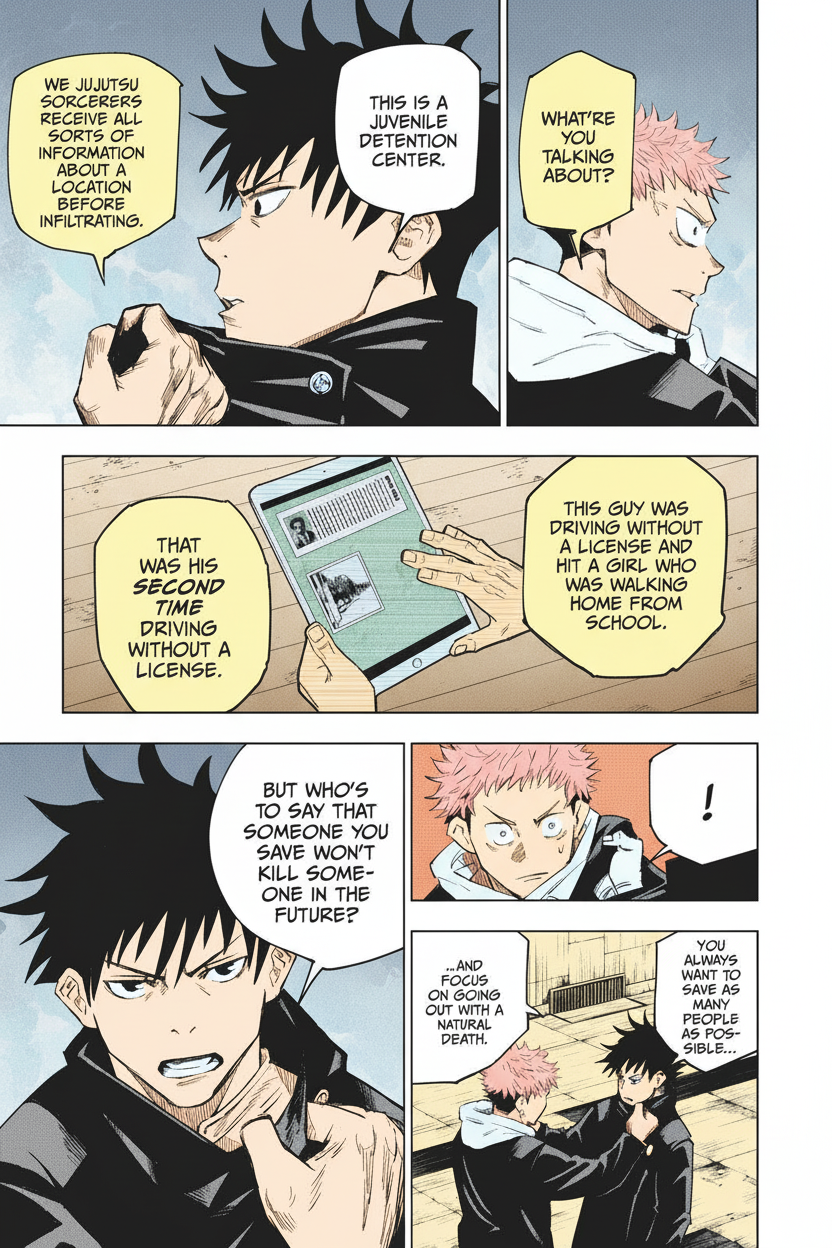 WHAT'RE
YOU
TALKING
ABOUT?
THIS IS A
JUVENILE
DETENTION
CENTER.
WE JUJUTSU
SORCERERS
RECEIVE ALL
SORTS OF
INFORMATION
ABOUT A
LOCATION
BEFORE
INFILTRATING.
THIS GUY WAS
DRIVING WITHOUT
A LICENSE AND
HIT A GIRL WHO
WAS WALKING
HOME FROM
SCHOOL.
THAT
WAS HIS
SECOND
TIME
DRIVING
WITHOUT A
LICENSE.
!
YOU
ALWAYS
WANT TO
SAVE AS
MANY
PEOPLE
AS POS-
SIBLE...
...AND
FOCUS
ON GOING
OUT WITH A
NATURAL
DEATH.
BUT WHO'S
TO SAY THAT
SOMEONE YOU
SAVE WON'T
KILL SOME-
ONE IN THE
FUTURE?